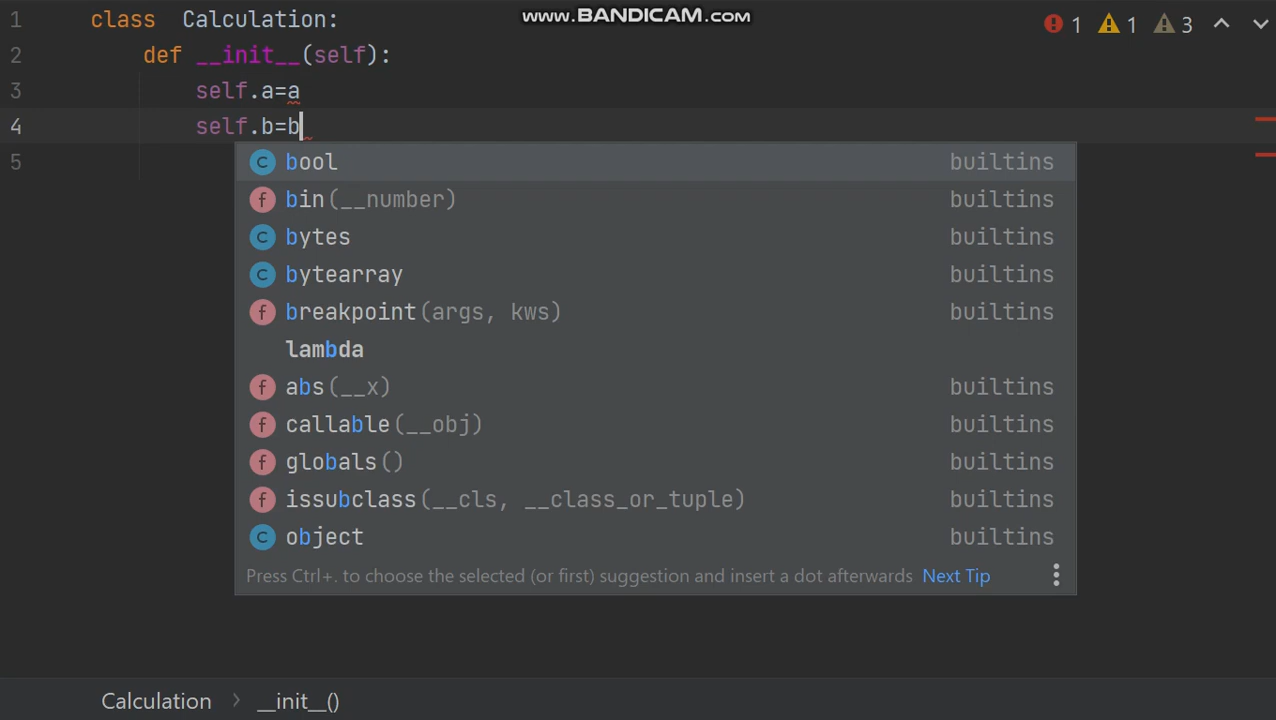 www.BANDICAM.com
1 class Calculation: 1 1 3
2 def __init__(self):
3 self.a=a
4 self.b=b
5
bool builtins
bin(__number) builtins
bytes builtins
bytearray builtins
breakpoint(args, kws) builtins
lambda
abs(__x) builtins
callable(__obj) builtins
globals() builtins
issubclass(__cls, __class_or_tuple) builtins
object builtins
Press Ctrl+. to choose the selected (or first) suggestion and insert a dot afterwards Next Tip
Calculation __init__()